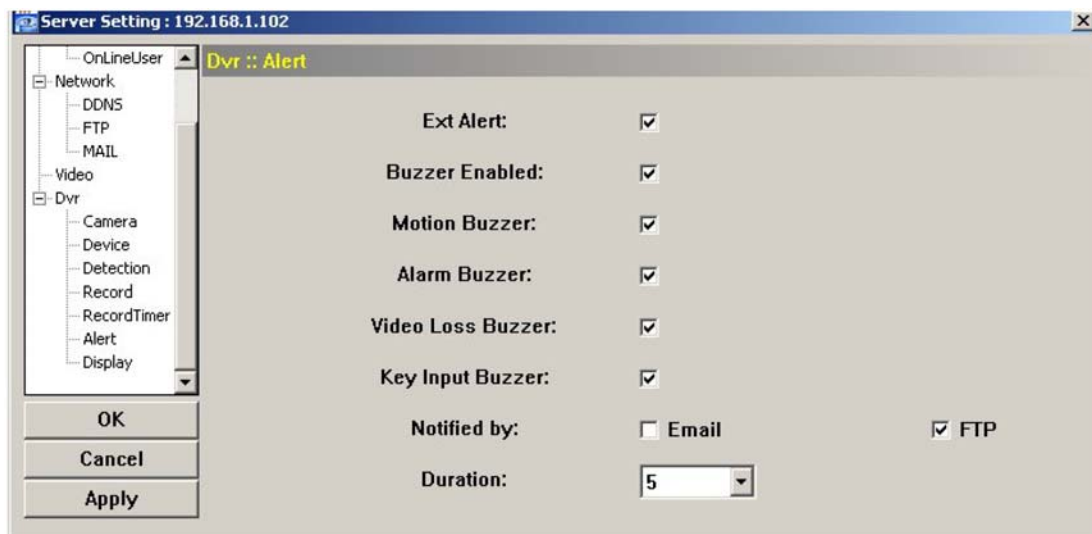 Server Setting : 192.168.1.102
OnLineUser
Network
DDNS
FTP
MAIL
Video
Dvr
Camera
Device
Detection
Record
RecordTimer
Alert
Display
OK
Cancel
Apply
Dvr :: Alert
Ext Alert:
Buzzer Enabled:
Motion Buzzer:
Alarm Buzzer:
Video Loss Buzzer:
Key Input Buzzer:
Notified by: Email FTP
Duration: 5